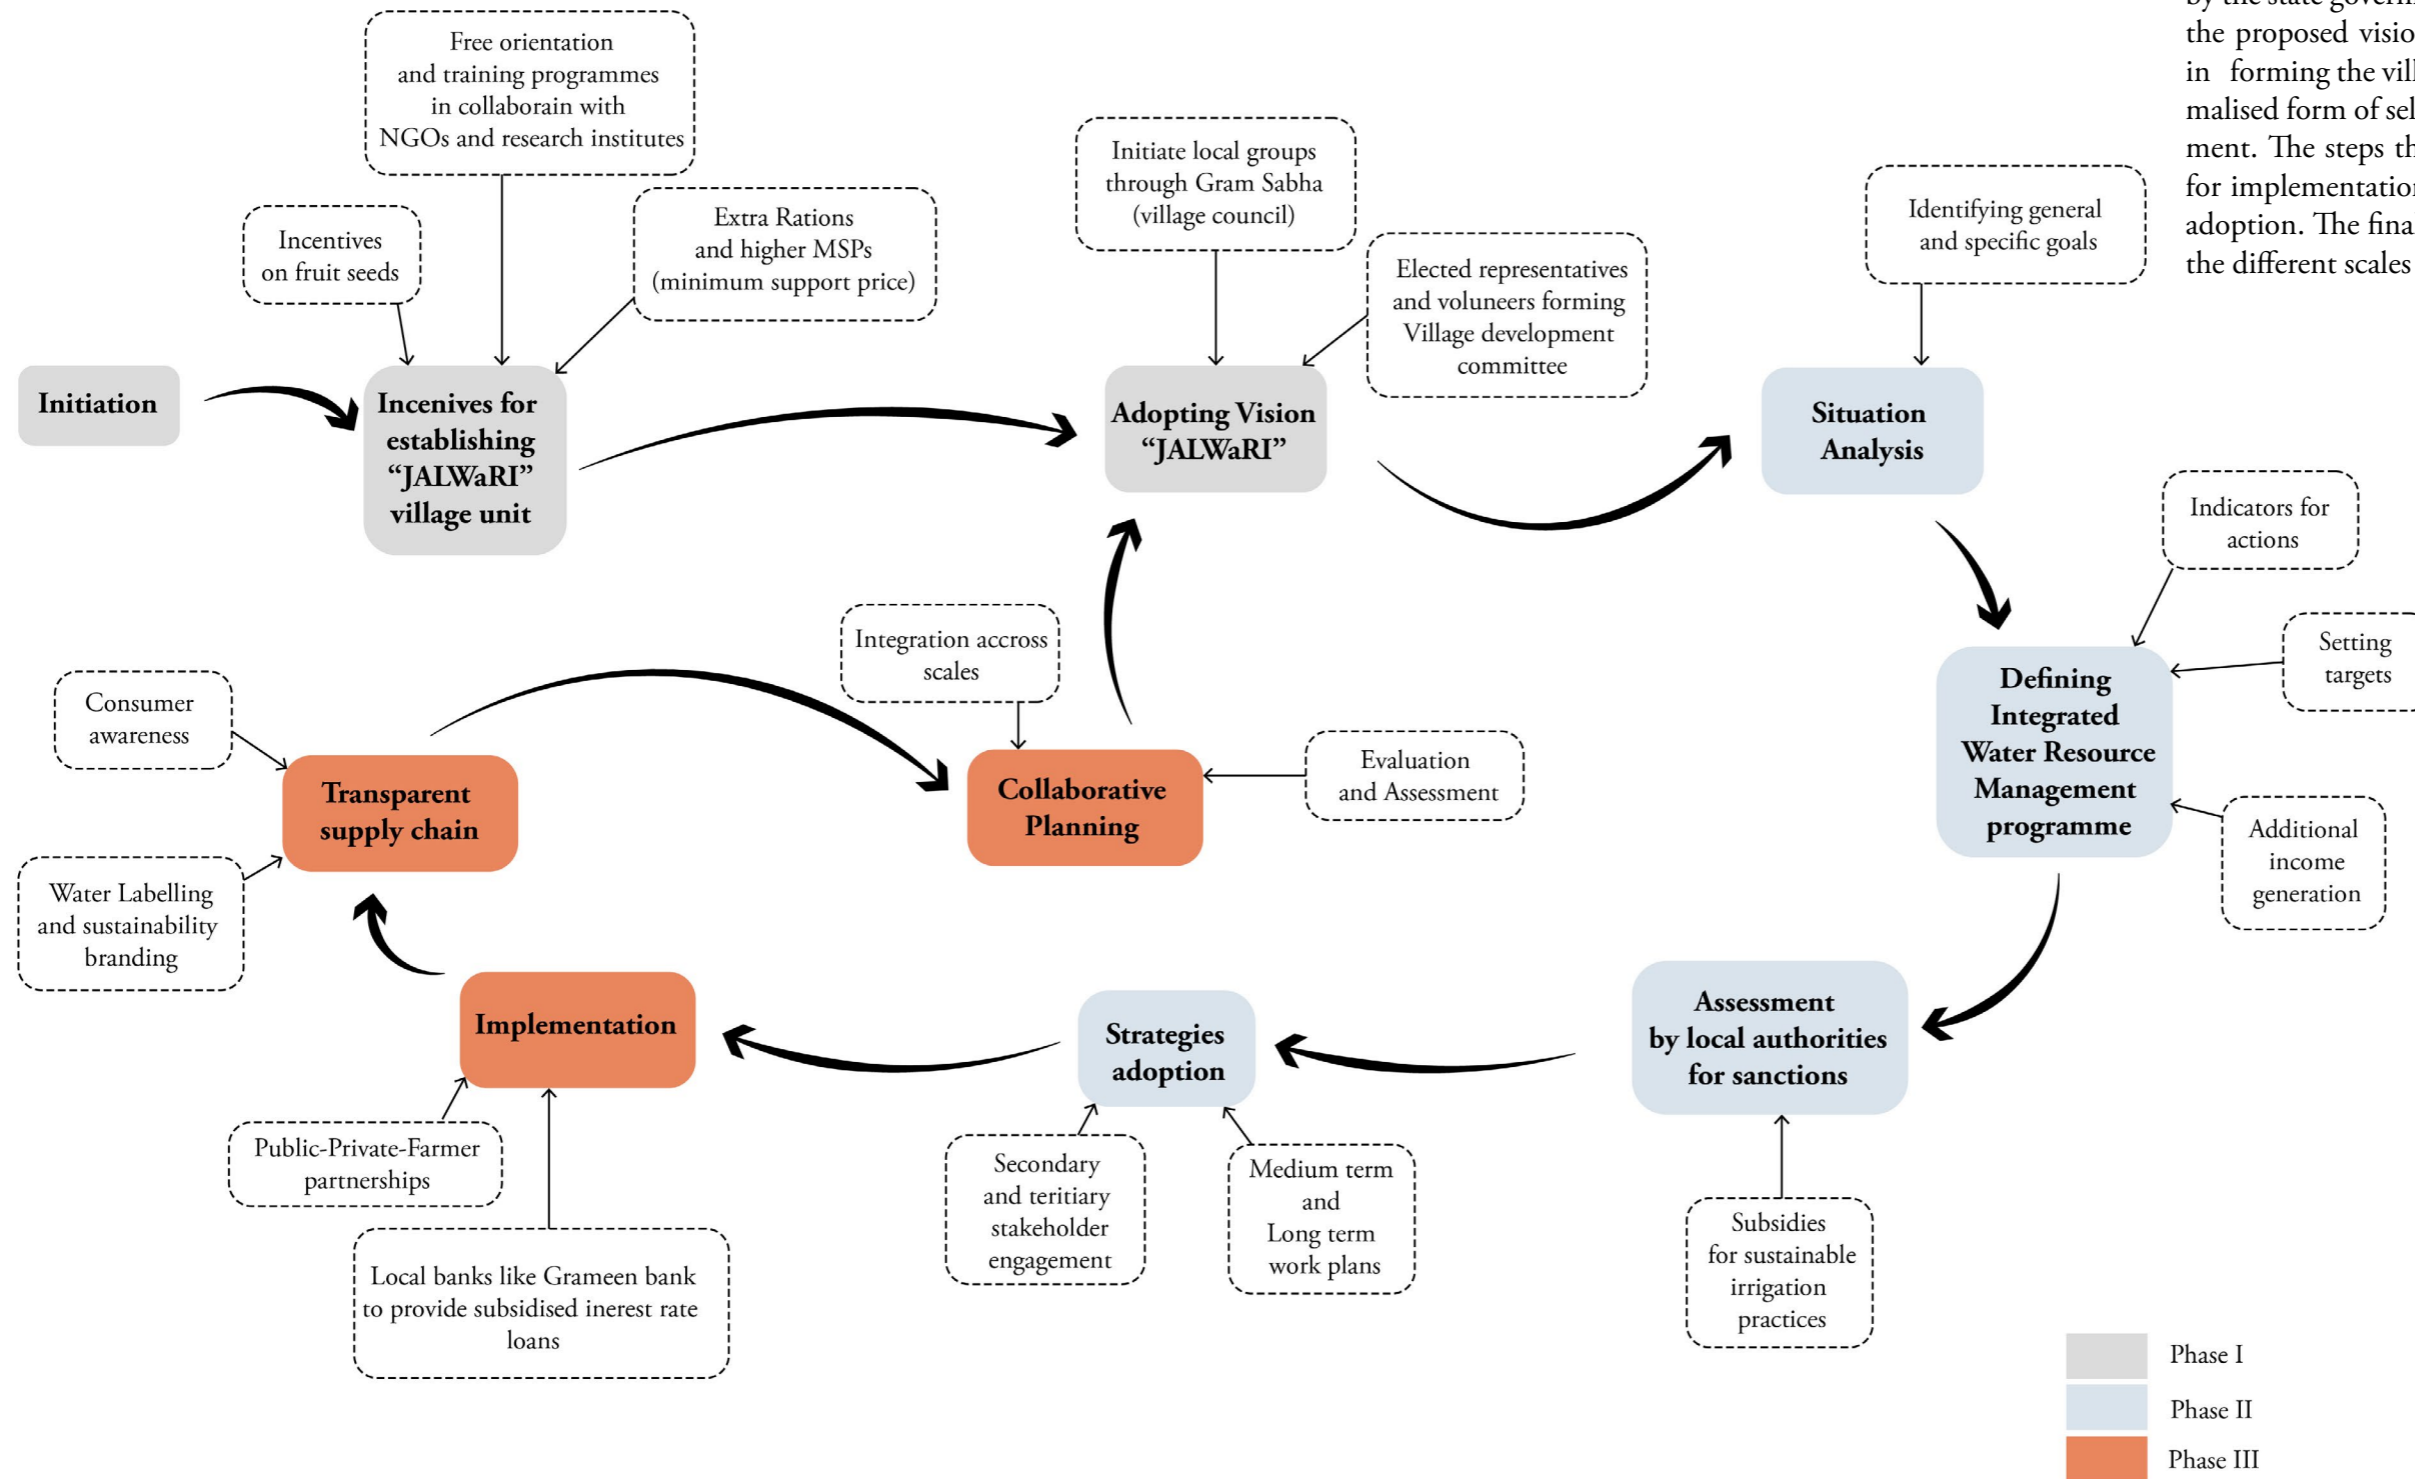 by the state govern
the proposed visio
in forming the vill
malised form of sel
ment. The steps th
for implementation
adoption. The fina
the different scales
Free orientation
and training programmes
in collaborain with
NGOs and research institutes
Incentives
on fruit seeds
Extra Rations
and higher MSPs
(minimum support price)
Initiate local groups
through Gram Sabha
(village council)
Elected representatives
and voluneers forming
Village development
committee
Identifying general
and specific goals
Initiation
Incenives for
establishing
“JALWaRI”
village unit
Adopting Vision
“JALWaRI”
Situation
Analysis
Indicators for
actions
Setting
targets
Defining
Integrated
Water Resource
Management
programme
Additional
income
generation
Integration accross
scales
Evaluation
and Assessment
Collaborative
Planning
Consumer
awareness
Transparent
supply chain
Water Labelling
and sustainability
branding
Implementation
Public-Private-Farmer
partnerships
Local banks like Grameen bank
to provide subsidised inerest rate
loans
Strategies
adoption
Secondary
and teritiary
stakeholder
engagement
Medium term
and
Long term
work plans
Assessment
by local authorities
for sanctions
Subsidies
for sustainable
irrigation
practices
Phase I
Phase II
Phase III